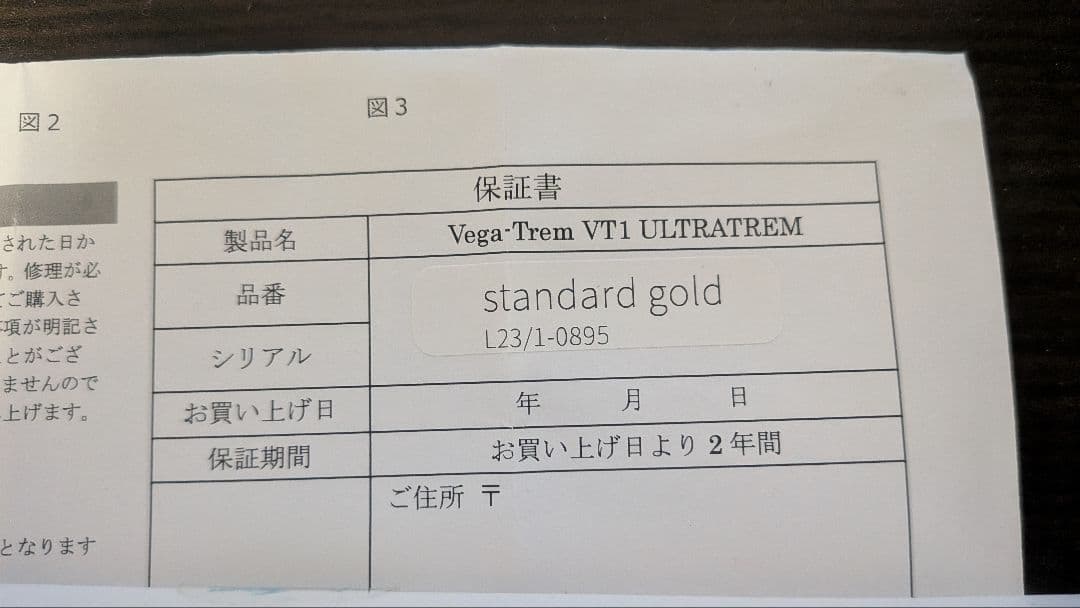 図2
図3
された日か
す。修理が必
てご購入さ
事項が明記さ
とがござ
ませんので
上げます。
となります
保証書
製品名 Vega-Trem VT1 ULTRATREM
品番 standard gold
シリアル L23/1-0895
お買い上げ日 年 月 日
保証期間 お買い上げ日より2年間
ご住所 〒